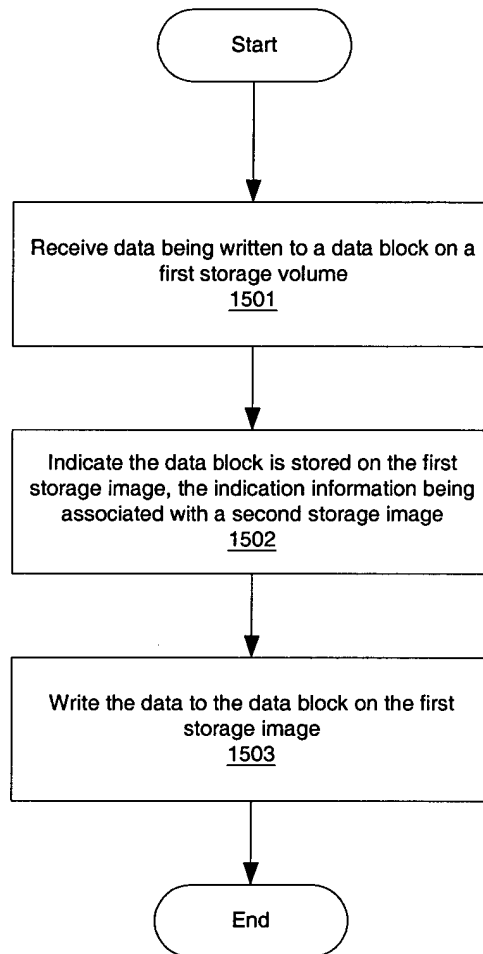 Start
Receive data being written to a data block on a
first storage volume
1501
Indicate the data block is stored on the first
storage image, the indication information being
associated with a second storage image
1502
Write the data to the data block on the first
storage image
1503
End